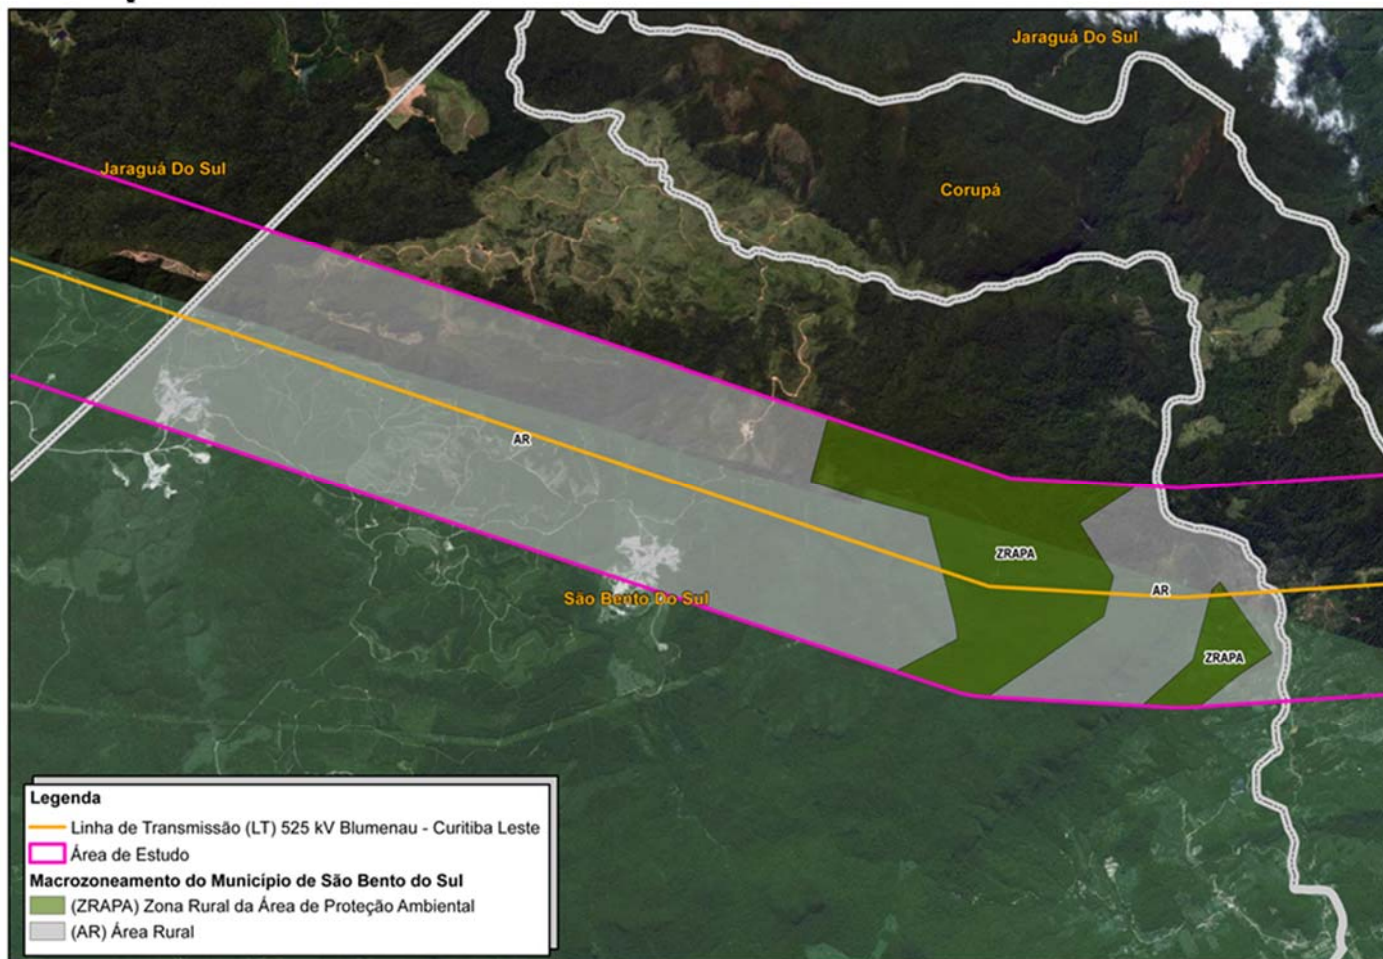 Jaraguá Do Sul
Jaraguá Do Sul
Corupá
AR
ZRAPA
AR
São Bento Do Sul
ZRAPA
Legenda
Linha de Transmissão (LT) 525 kV Blumenau - Curitiba Leste
Área de Estudo
Macrozoneamento do Município de São Bento do Sul
(ZRAPA) Zona Rural da Área de Proteção Ambiental
(AR) Área Rural